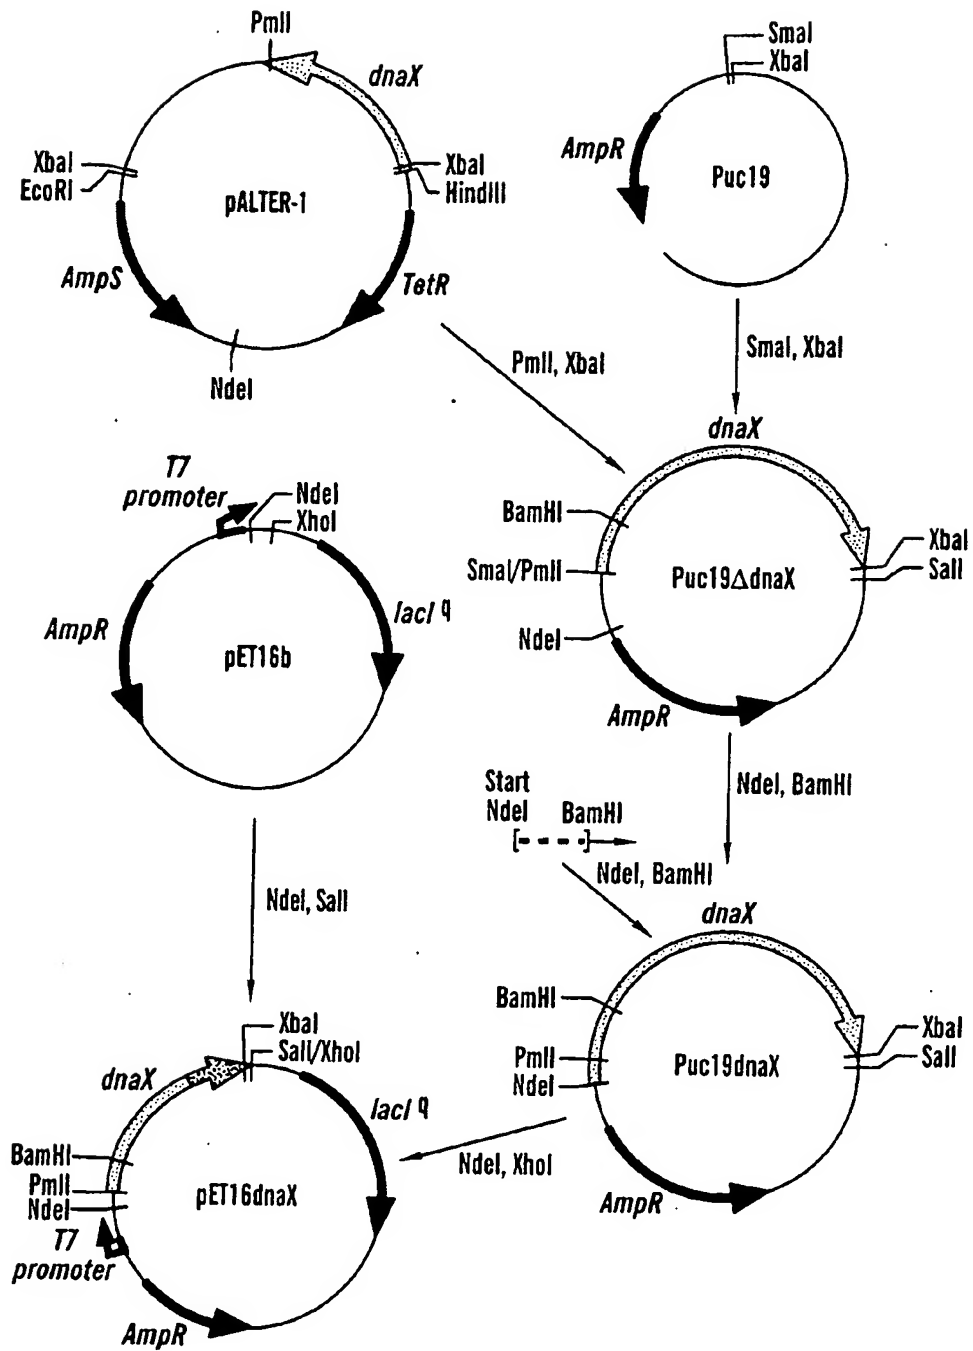 PmlI
dnaX
XbaI
EcoRI
XbaI
HindIII
pALTER-1
AmpS
TetR
NdeI
SmaI
XbaI
AmpR
Puc19
PmlI, XbaI
SmaI, XbaI
T7
promoter
NdeI
XhoI
AmpR
lacI q
pET16b
dnaX
BamHI
SmaI/PmlI
NdeI
XbaI
SalI
Puc19ΔdnaX
AmpR
NdeI, BamHI
Start
NdeI
BamHI
NdeI, BamHI
NdeI, SalI
dnaX
BamHI
PmlI
NdeI
XbaI
SalI
Puc19dnaX
AmpR
NdeI, XhoI
XbaI
SalI/XhoI
dnaX
lacI q
BamHI
PmlI
NdeI
pET16dnaX
T7
promoter
AmpR